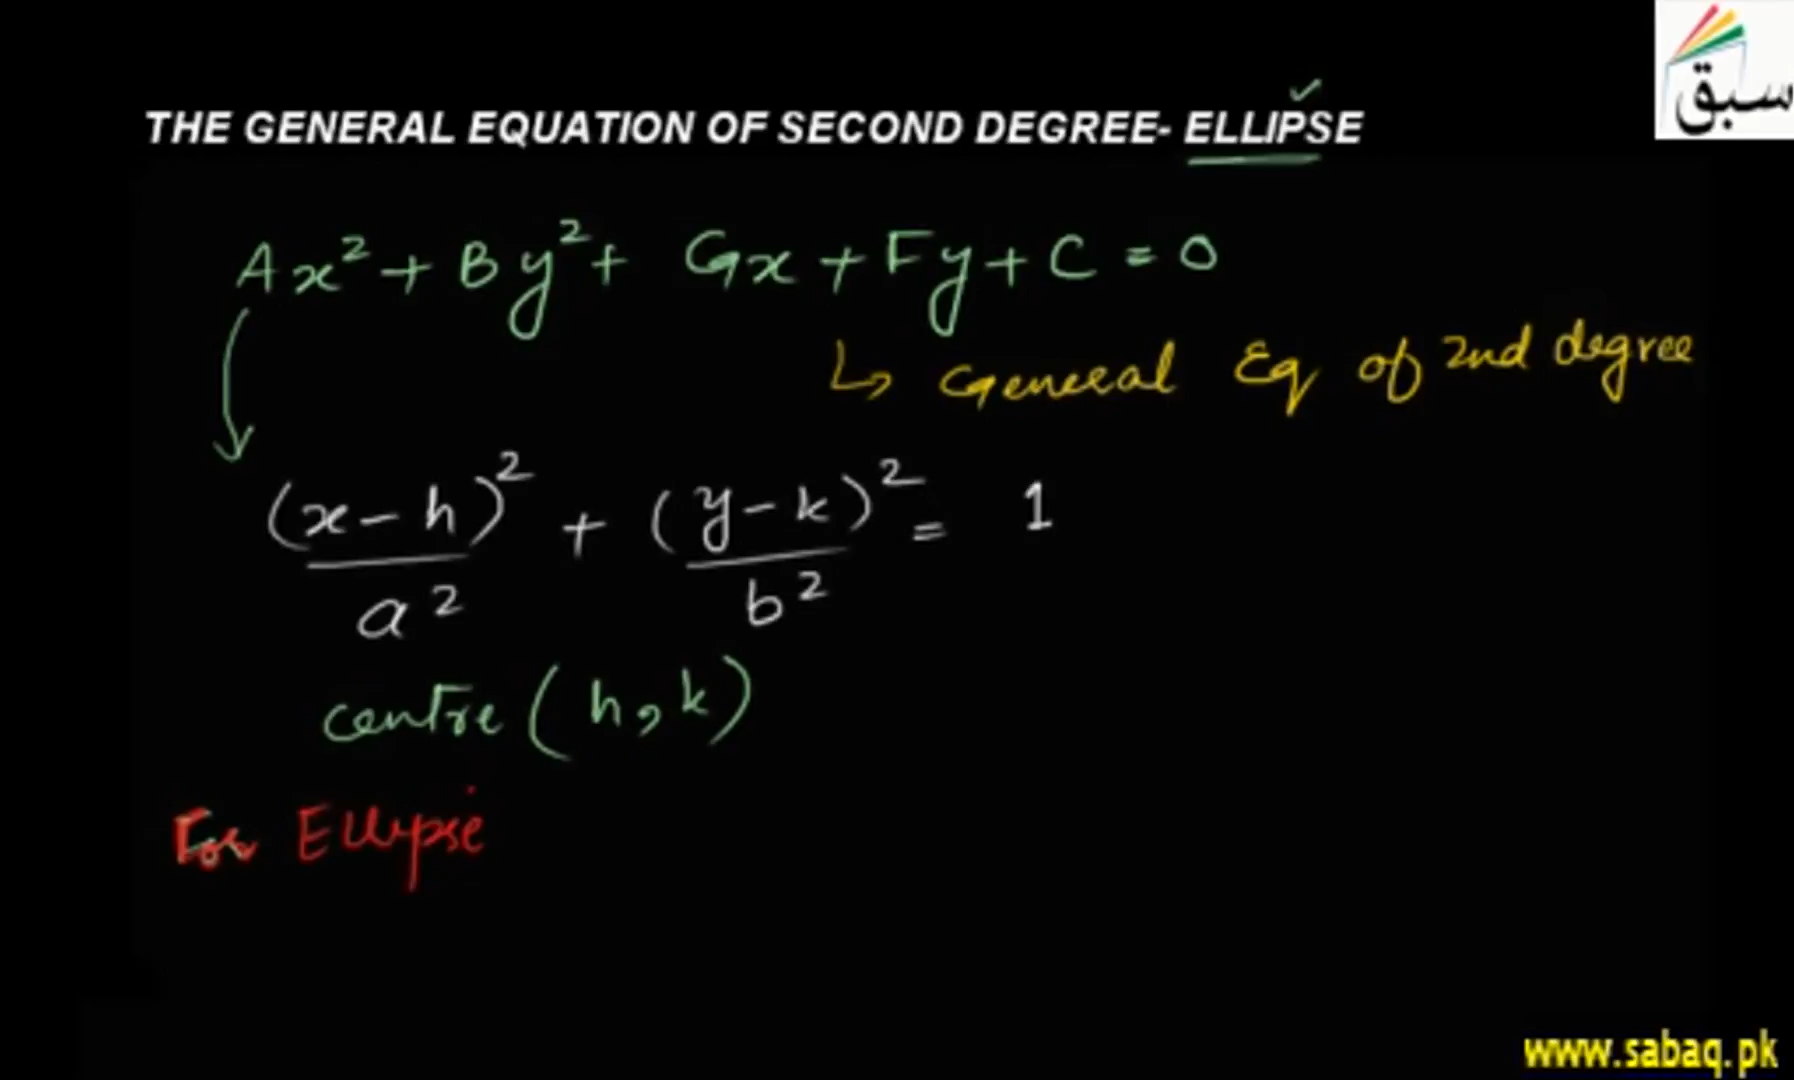 سبق
THE GENERAL EQUATION OF SECOND DEGREE- ELLIPSE
Ax² + By² + Gx + Fy + C = 0
↳ General Eq of 2nd degree
(x-h)²/a² + (y-k)²/b² = 1
centre (h, k)
For Ellipse
www.sabaq.pk